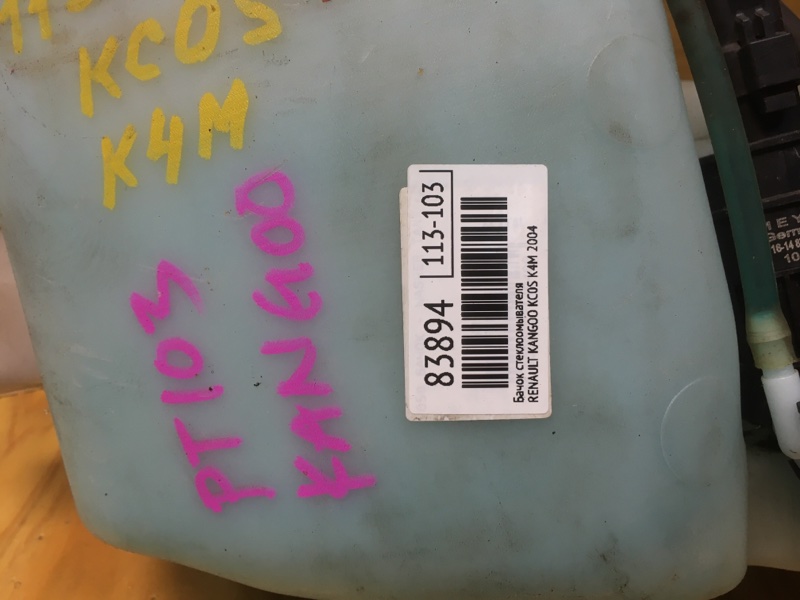 KC0S
K4M
PT103
KANGOO
83894
113-103
Бачок стеклоомывателя
RENAULT KANGOO KC0S K4M 2004